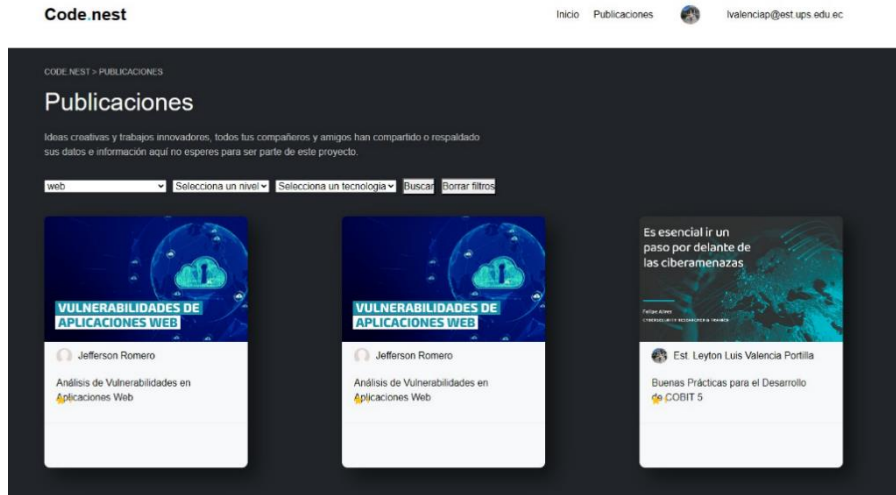 Code.nest
Inicio Publicaciones lvalenciap@est.ups.edu.ec
CODE.NEST > PUBLICACIONES
Publicaciones
Ideas creativas y trabajos innovadores, todos tus compañeros y amigos han compartido o respaldado
sus datos e información aquí no esperes para ser parte de este proyecto.
web Selecciona un nivel Selecciona un tecnologia Buscar Borrar filtros
VULNERABILIDADES DE
APLICACIONES WEB
Jefferson Romero
Análisis de Vulnerabilidades en
Aplicaciones Web
VULNERABILIDADES DE
APLICACIONES WEB
Jefferson Romero
Análisis de Vulnerabilidades en
Aplicaciones Web
Es esencial ir un
paso por delante de
las ciberamenazas
Est. Leyton Luis Valencia Portilla
Buenas Prácticas para el Desarrollo
de COBIT 5